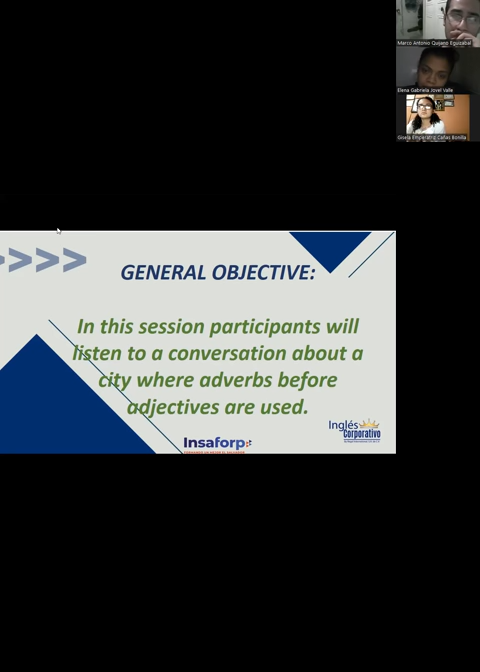 Marco Antonio Quijano Eguizabal
Elena Gabriela Jovel Valle
Gisela Emperatriz Cañas Bonilla
>>>>
GENERAL OBJECTIVE:
In this session participants will
listen to a conversation about a
city where adverbs before
adjectives are used.
Insaforp
Inglés
Corporativo